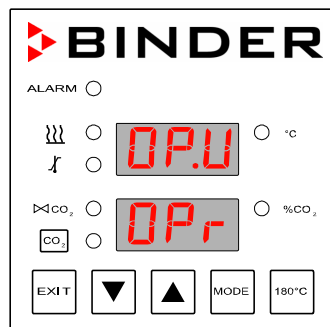 BINDER
ALARM
OP.U
°C
CO₂
OPr
%CO₂
CO₂
EXIT
MODE
180°C